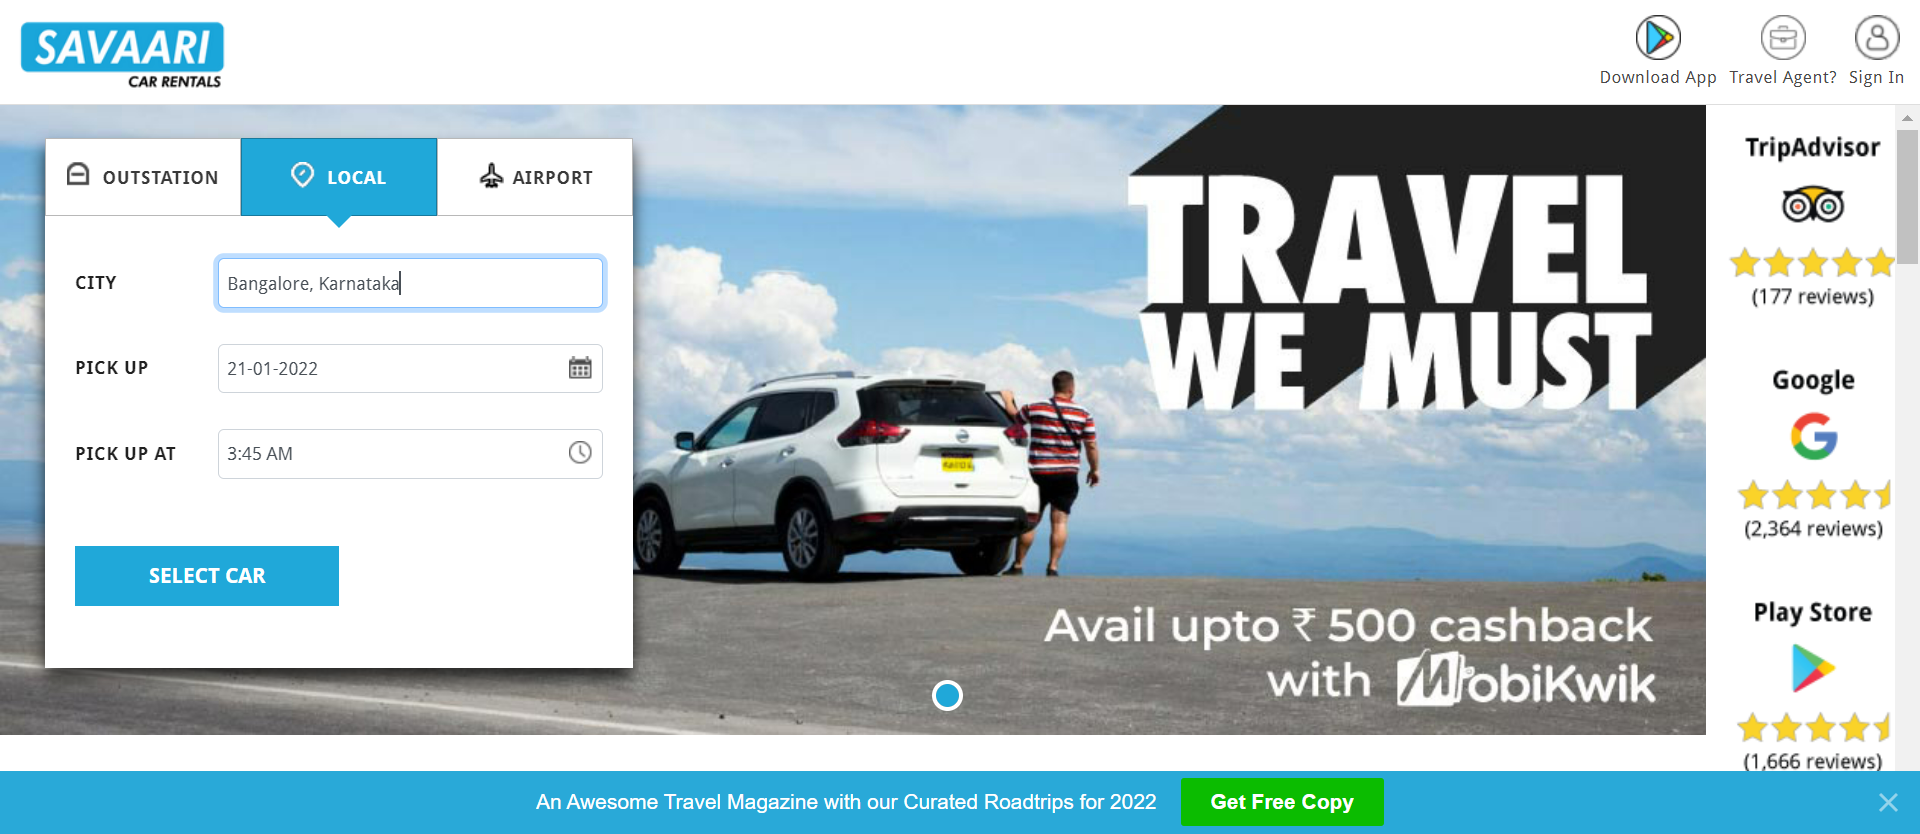 SAVAARI
CAR RENTALS
Download App
Travel Agent?
Sign In
OUTSTATION
LOCAL
AIRPORT
CITY
Bangalore, Karnataka
PICK UP
21-01-2022
PICK UP AT
3:45 AM
SELECT CAR
TRAVEL
WE MUST
Avail upto ₹ 500 cashback
with MobiKwik
TripAdvisor
(177 reviews)
Google
(2,364 reviews)
Play Store
(1,666 reviews)
An Awesome Travel Magazine with our Curated Roadtrips for 2022
Get Free Copy